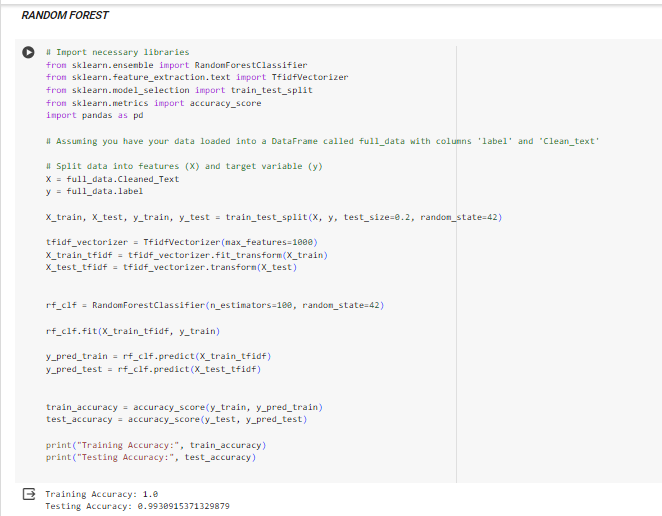 RANDOM FOREST
# Import necessary libraries
from sklearn.ensemble import RandomForestClassifier
from sklearn.feature_extraction.text import TfidfVectorizer
from sklearn.model_selection import train_test_split
from sklearn.metrics import accuracy_score
import pandas as pd
# Assuming you have your data loaded into a DataFrame called full_data with columns 'label' and 'Clean_text'
# Split data into features (X) and target variable (y)
X = full_data.Cleaned_Text
y = full_data.label
X_train, X_test, y_train, y_test = train_test_split(X, y, test_size=0.2, random_state=42)
tfidf_vectorizer = TfidfVectorizer(max_features=1000)
X_train_tfidf = tfidf_vectorizer.fit_transform(X_train)
X_test_tfidf = tfidf_vectorizer.transform(X_test)
rf_clf = RandomForestClassifier(n_estimators=100, random_state=42)
rf_clf.fit(X_train_tfidf, y_train)
y_pred_train = rf_clf.predict(X_train_tfidf)
y_pred_test = rf_clf.predict(X_test_tfidf)
train_accuracy = accuracy_score(y_train, y_pred_train)
test_accuracy = accuracy_score(y_test, y_pred_test)
print("Training Accuracy:", train_accuracy)
print("Testing Accuracy:", test_accuracy)
Training Accuracy: 1.0
Testing Accuracy: 0.9930915371329879